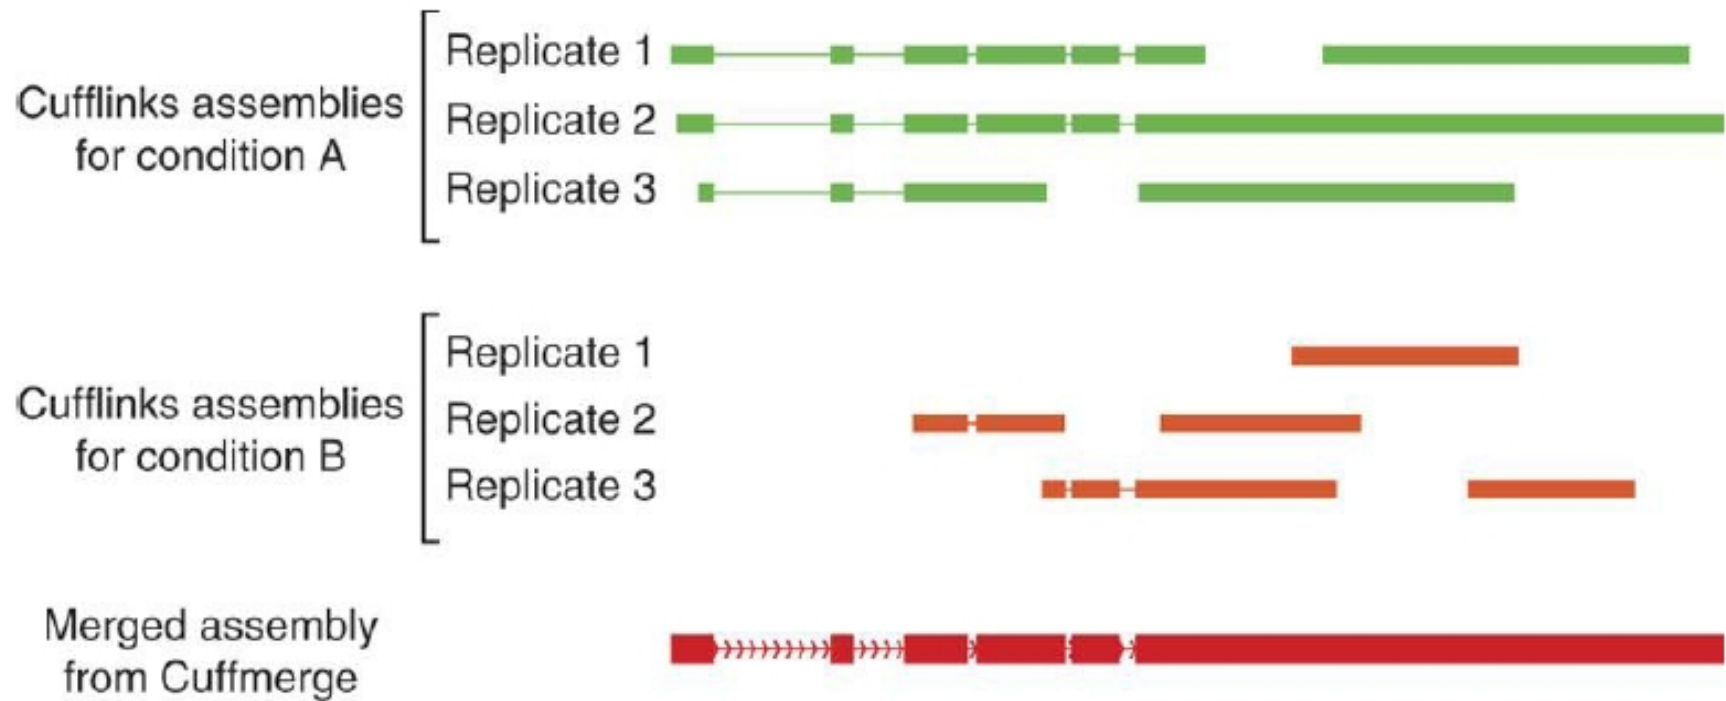 Cufflinks assemblies
for condition A
Replicate 1
Replicate 2
Replicate 3
Cufflinks assemblies
for condition B
Replicate 1
Replicate 2
Replicate 3
Merged assembly
from Cuffmerge